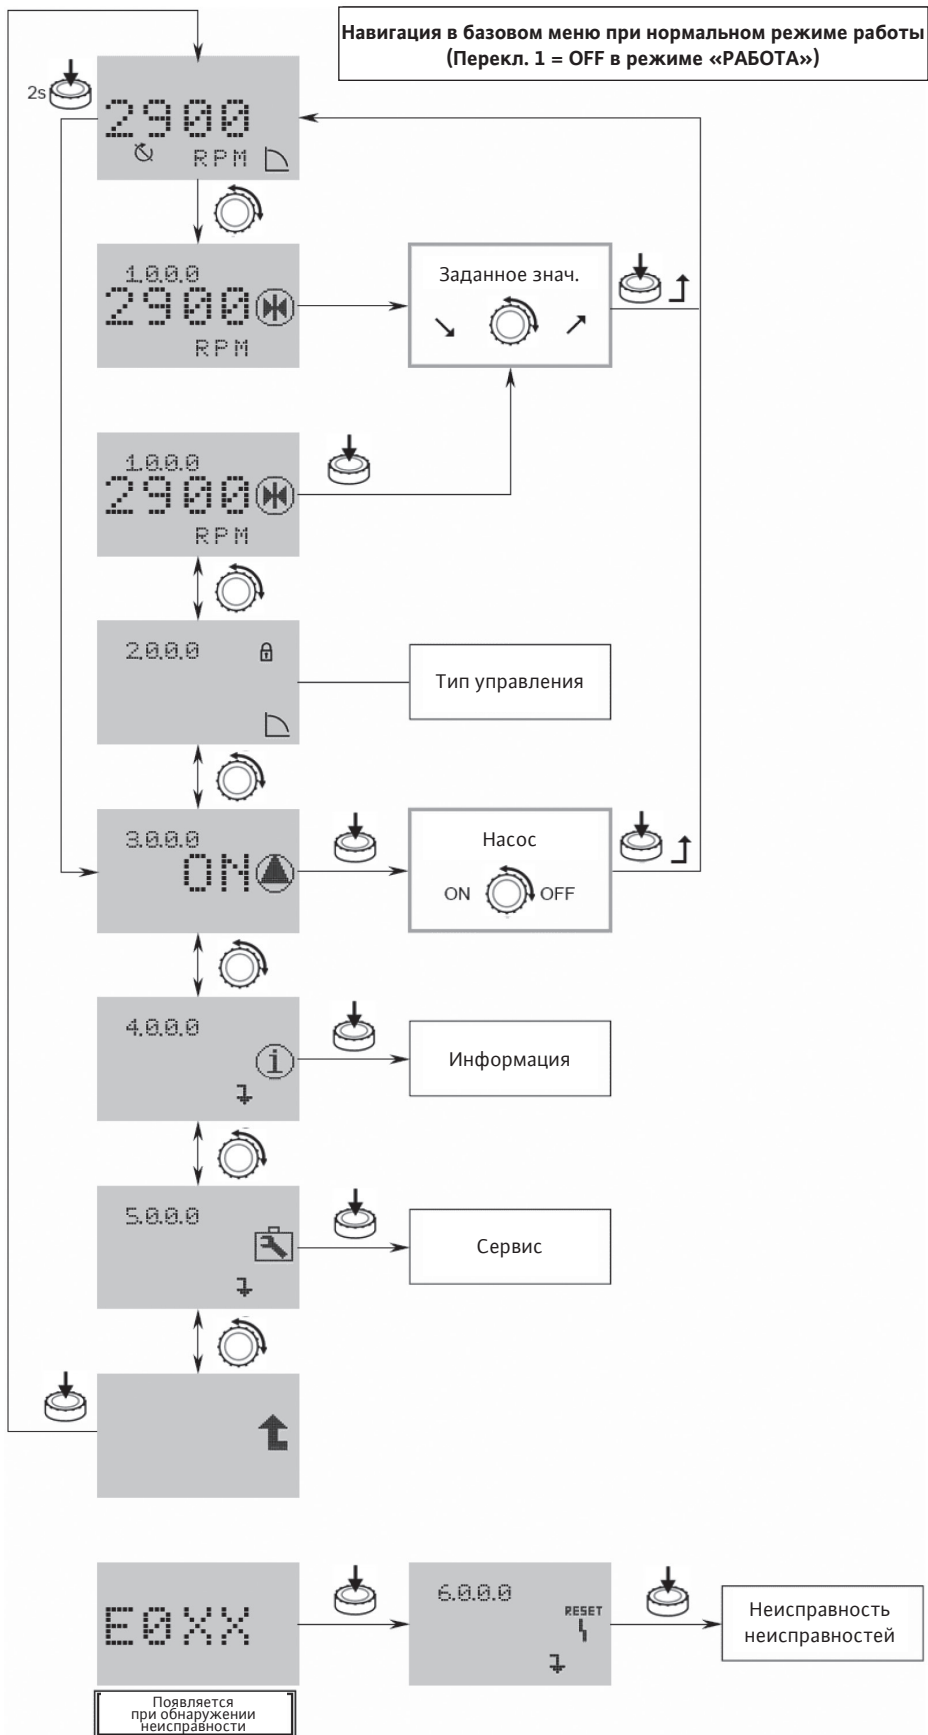 Навигация в базовом меню при нормальном режиме работы
(Перекл. 1 = OFF в режиме «РАБОТА»)
2s
2900
RPM
1.0.0.0
2900
RPM
Заданное знач.
1.0.0.0
2900
RPM
2.0.0.0
Тип управления
3.0.0.0
ON
Насос
ON
OFF
4.0.0.0
i
Информация
5.0.0.0
Сервис
E0XX
6.0.0.0
RESET
Неисправность
неисправностей
Появляется
при обнаружении
неисправности